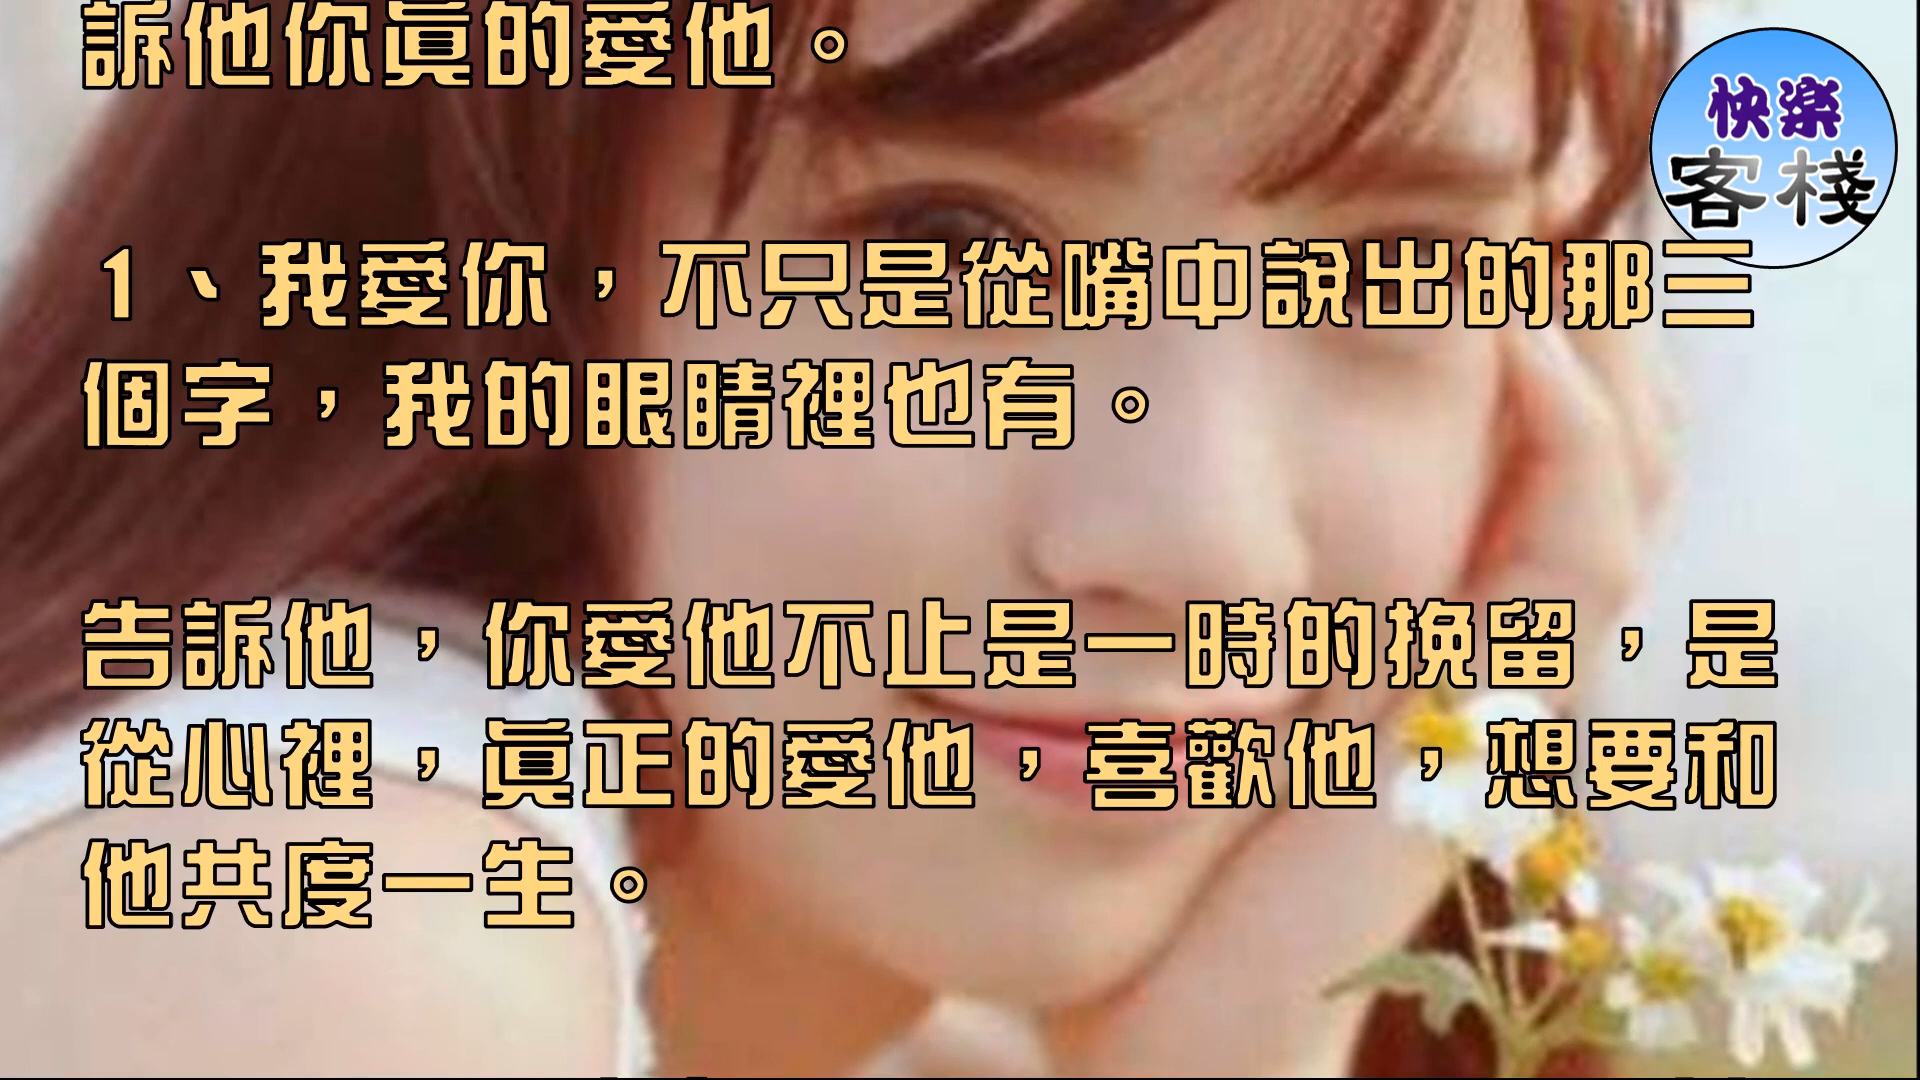 訴他你真的愛他。
快樂
客棧
1、我愛你，不只是從嘴中說出的那三
個字，我的眼睛裡也有。
告訴他，你愛他不止是一時的挽留，是
從心裡，真正的愛他，喜歡他，想要和
他共度一生。